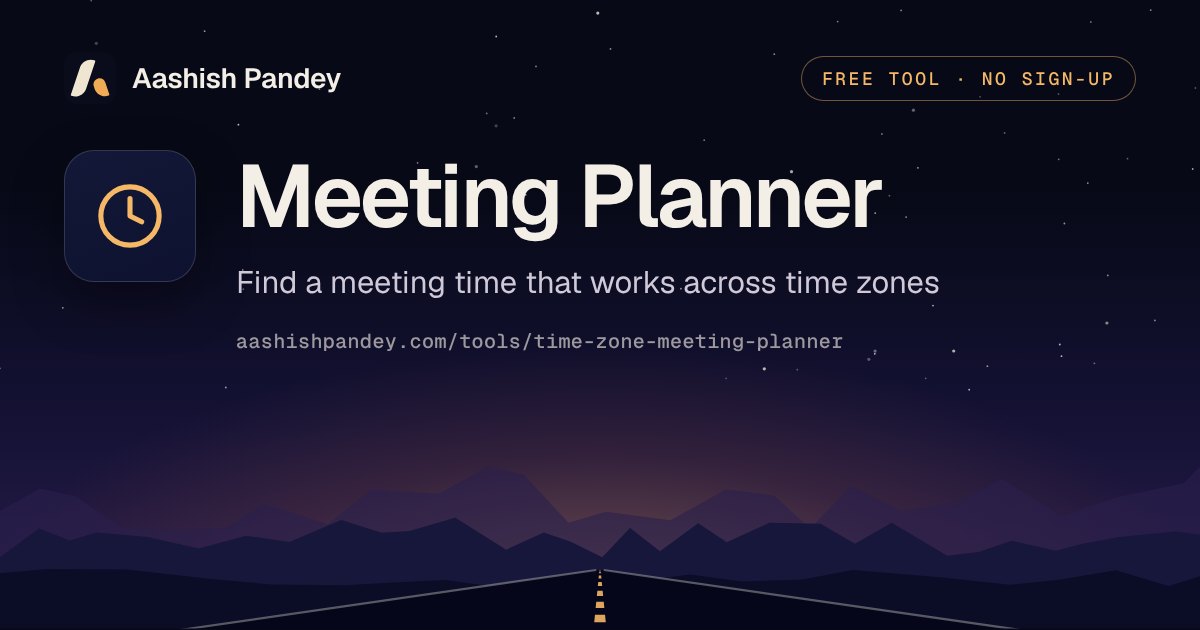 Aashish Pandey
FREE TOOL · NO SIGN-UP
Meeting Planner
Find a meeting time that works across time zones
aashishpandey.com/tools/time-zone-meeting-planner